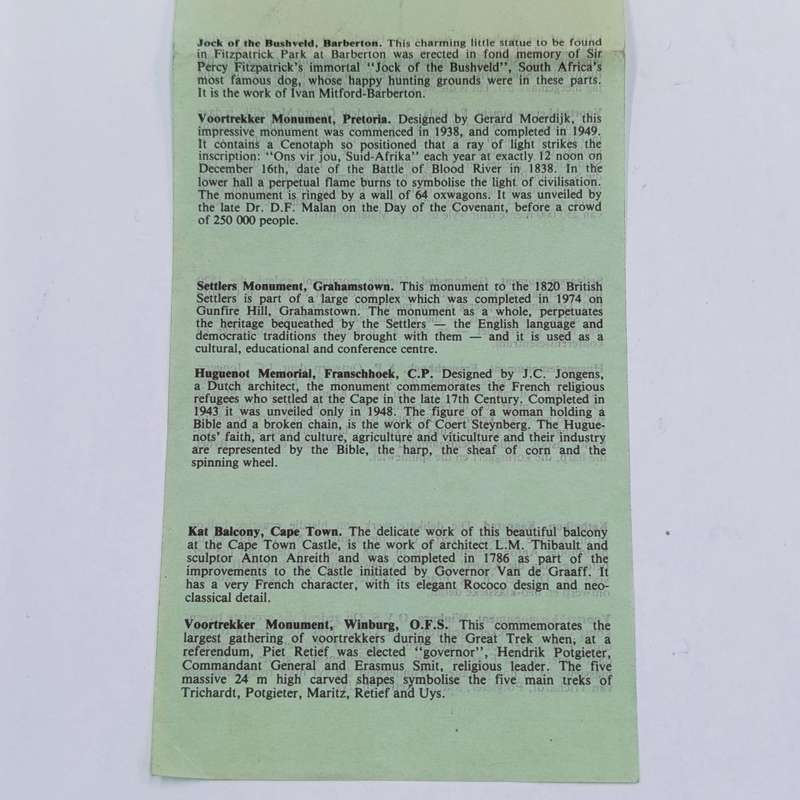 Jock of the Bushveld, Barberton. This charming little statue to be found
in Fitzpatrick Park at Barberton was erected in fond memory of Sir
Percy Fitzpatrick's immortal "Jock of the Bushveld", South Africa's
most famous dog, whose happy hunting grounds were in these parts.
It is the work of Ivan Mitford-Barberton.
Voortrekker Monument, Pretoria. Designed by Gerard Moerdijk, this
impressive monument was commenced in 1938, and completed in 1949.
It contains a Cenotaph so positioned that a ray of light strikes the
inscription: "Ons vir jou, Suid-Afrika" each year at exactly 12 noon on
December 16th, date of the Battle of Blood River in 1838. In the
lower hall a perpetual flame burns to symbolise the light of civilisation.
The monument is ringed by a wall of 64 oxwagons. It was unveiled by
the late Dr. D.F. Malan on the Day of the Covenant, before a crowd
of 250 000 people.
Settlers Monument, Grahamstown. This monument to the 1820 British
Settlers is part of a large complex which was completed in 1974 on
Gunfire Hill, Grahamstown. The monument as a whole, perpetuates
the heritage bequeathed by the Settlers — the English language and
democratic traditions they brought with them — and it is used as a
cultural, educational and conference centre.
Huguenot Memorial, Franschhoek, C.P. Designed by J.C. Jongens,
a Dutch architect, the monument commemorates the French religious
refugees who settled at the Cape in the late 17th Century. Completed in
1943 it was unveiled only in 1948. The figure of a woman holding a
Bible and a broken chain, is the work of Coert Steynberg. The Hugue-
nots' faith, art and culture, agriculture and viticulture and their industry
are represented by the Bible, the harp, the sheaf of corn and the
spinning wheel.
Kat Balcony, Cape Town. The delicate work of this beautiful balcony
at the Cape Town Castle, is the work of architect L.M. Thibault and
sculptor Anton Anreith and was completed in 1786 as part of the
improvements to the Castle initiated by Governor Van de Graaff. It
has a very French character, with its elegant Rococo design and neo-
classical detail.
Voortrekker Monument, Winburg, O.F.S. This commemorates the
largest gathering of voortrekkers during the Great Trek when, at a
referendum, Piet Retief was elected "governor", Hendrik Potgieter,
Commandant General and Erasmus Smit, religious leader. The five
massive 24 m high carved shapes symbolise the five main treks of
Trichardt, Potgieter, Maritz, Retief and Uys.